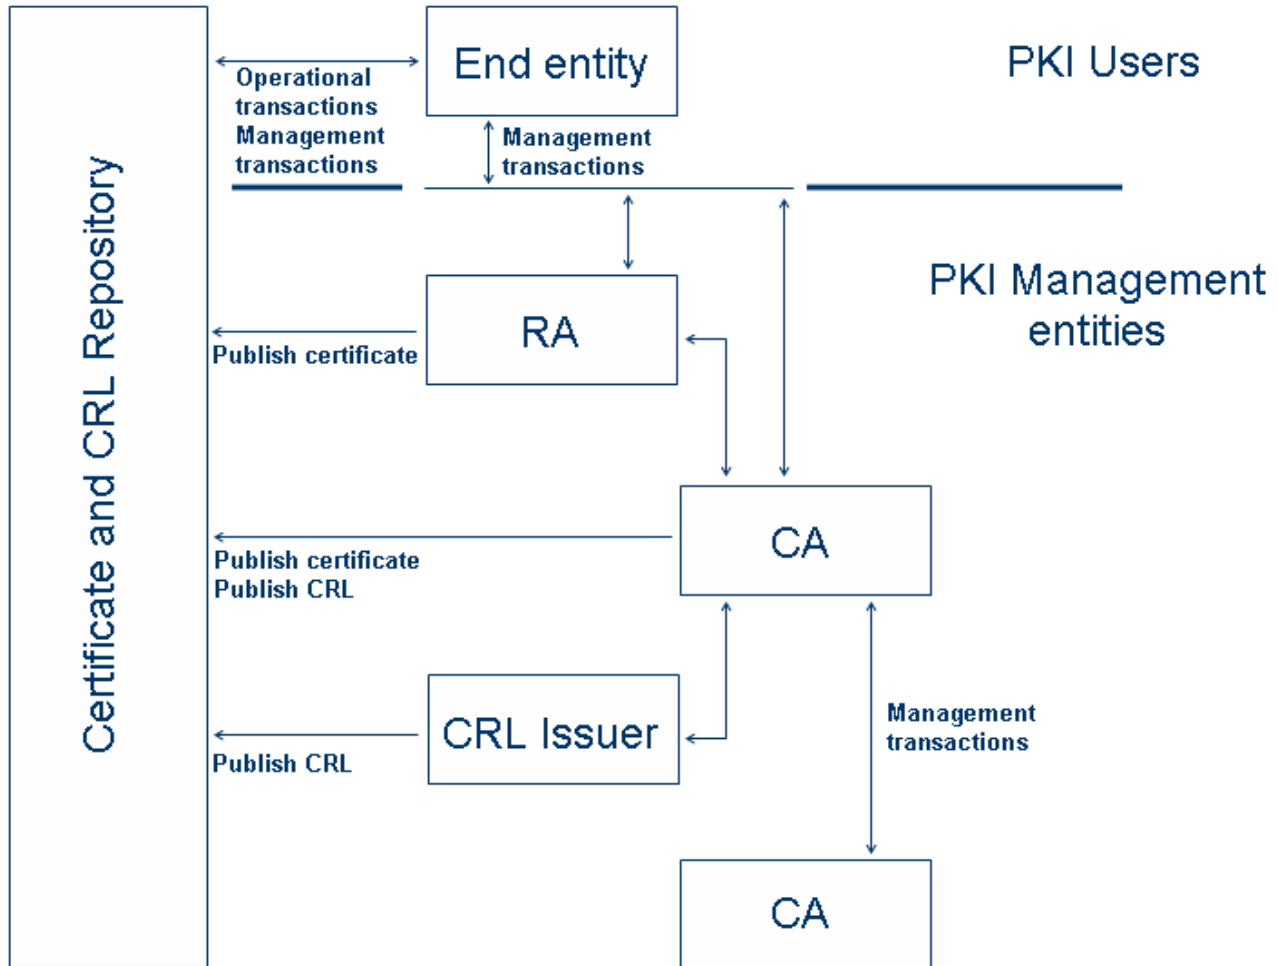 Certificate and CRL Repository
End entity
PKI Users
Operational
transactions
Management
transactions
Management
transactions
PKI Management
entities
RA
Publish certificate
CA
Publish certificate
Publish CRL
CRL Issuer
Publish CRL
Management
transactions
CA